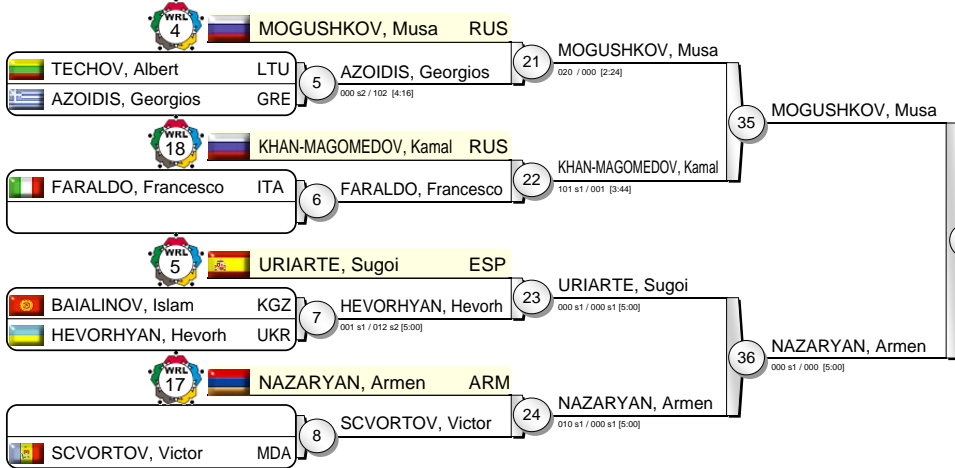 WRL
4
MOGUSHKOV, Musa RUS
TECHOV, Albert LTU
AZOIDIS, Georgios GRE
5
AZOIDIS, Georgios
000 s2 / 102 [4:16]
21
MOGUSHKOV, Musa
020 / 000 [2:24]
WRL
18
KHAN-MAGOMEDOV, Kamal RUS
FARALDO, Francesco ITA
6
FARALDO, Francesco
22
KHAN-MAGOMEDOV, Kamal
101 s1 / 001 [3:44]
35
MOGUSHKOV, Musa
WRL
5
URIARTE, Sugoi ESP
BAIALINOV, Islam KGZ
HEVORHYAN, Hevorh UKR
7
HEVORHYAN, Hevorh
001 s1 / 012 s2 [5:00]
23
URIARTE, Sugoi
000 s1 / 000 s1 [5:00]
WRL
17
NAZARYAN, Armen ARM
SCVORTOV, Victor MDA
8
SCVORTOV, Victor
24
NAZARYAN, Armen
010 s1 / 000 s1 [5:00]
36
NAZARYAN, Armen
000 s1 / 000 [5:00]